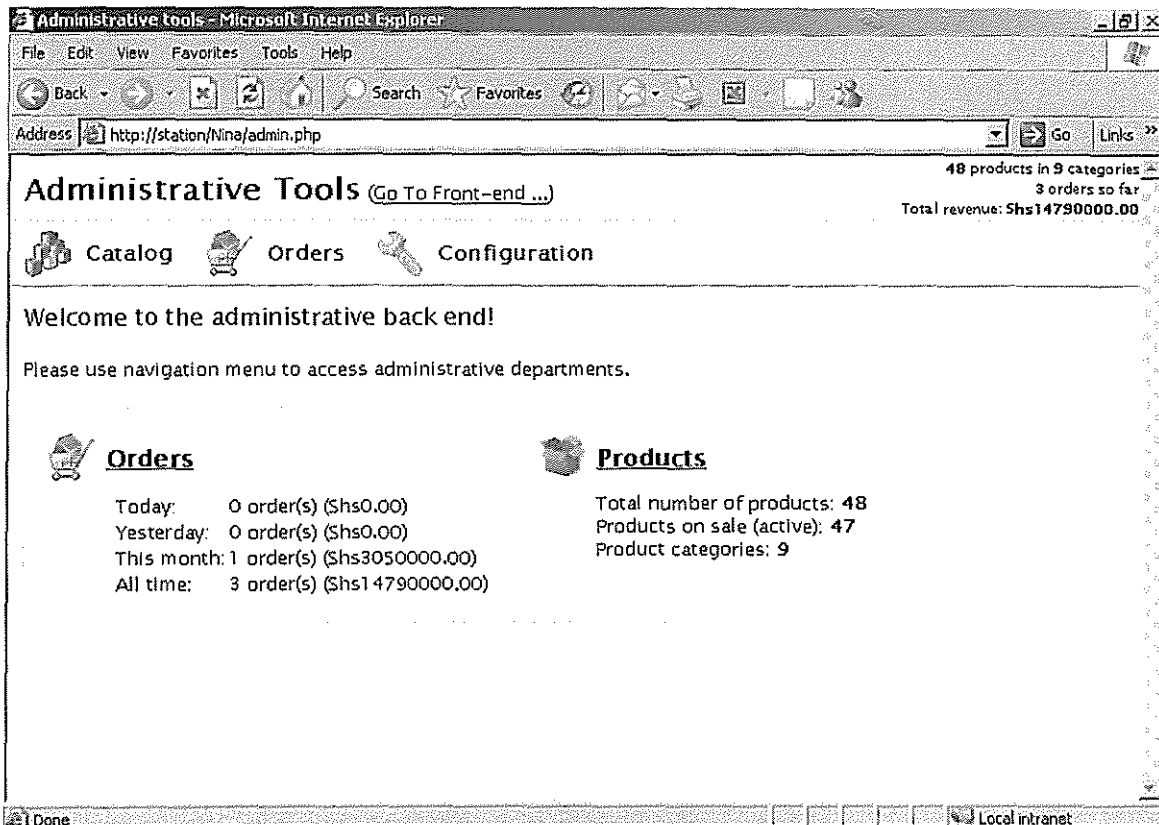 Administrative tools - Microsoft Internet Explorer
File Edit View Favorites Tools Help
Back Search Favorites
Address http://station/Nina/admin.php Go Links »
48 products in 9 categories
3 orders so far
Total revenue: Shs14790000.00
Administrative Tools (Go To Front-end ...)
Catalog Orders Configuration
Welcome to the administrative back end!
Please use navigation menu to access administrative departments.
Orders
Today: 0 order(s) (Shs0.00)
Yesterday: 0 order(s) (Shs0.00)
This month: 1 order(s) (Shs3050000.00)
All time: 3 order(s) (Shs14790000.00)
Products
Total number of products: 48
Products on sale (active): 47
Product categories: 9
Done Local intranet